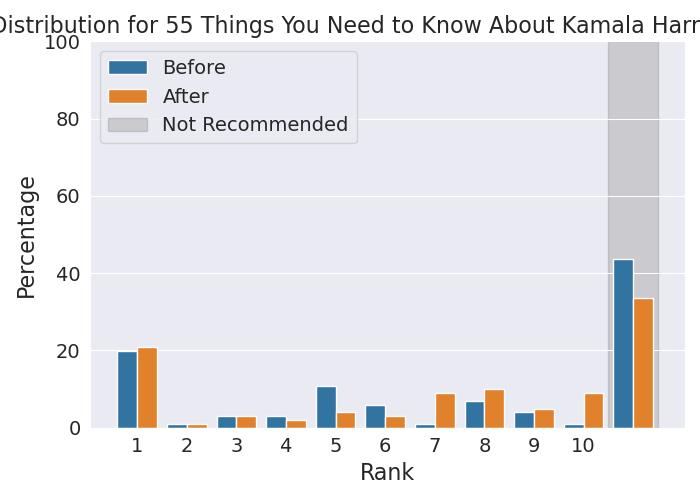 Distribution for 55 Things You Need to Know About Kamala Harr
100
80
60
40
20
0
Percentage
Before
After
Not Recommended
1 2 3 4 5 6 7 8 9 10
Rank